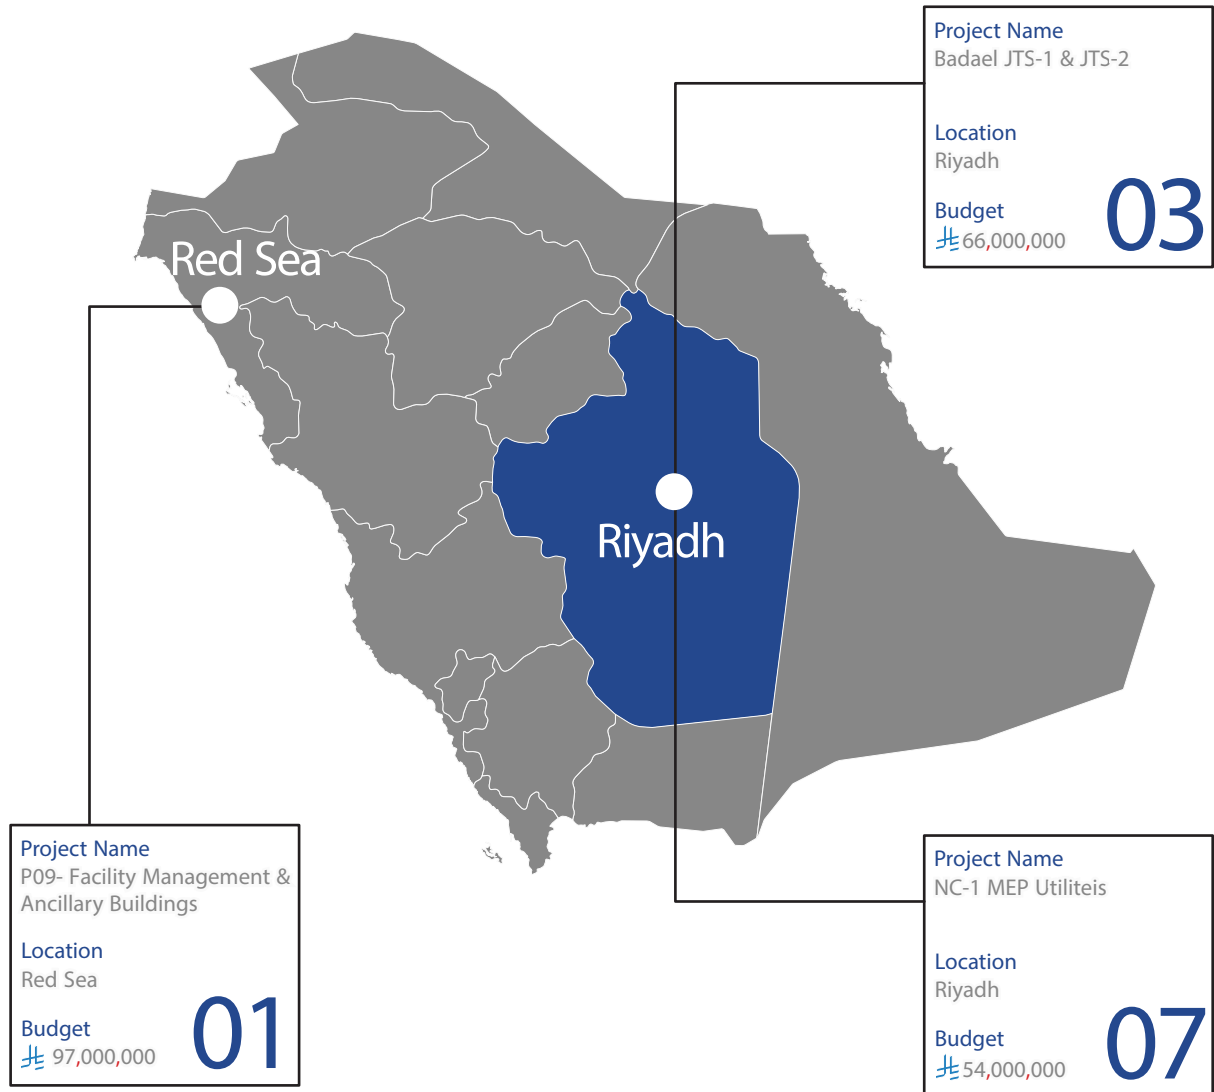 Project Name
Badael JTS-1 & JTS-2
Location
Riyadh
Budget
⃁ 66,000,000
03
Red Sea
Riyadh
Project Name
P09- Facility Management &
Ancillary Buildings
Location
Red Sea
Budget
⃁ 97,000,000
01
Project Name
NC-1 MEP Utiliteis
Location
Riyadh
Budget
⃁ 54,000,000
07